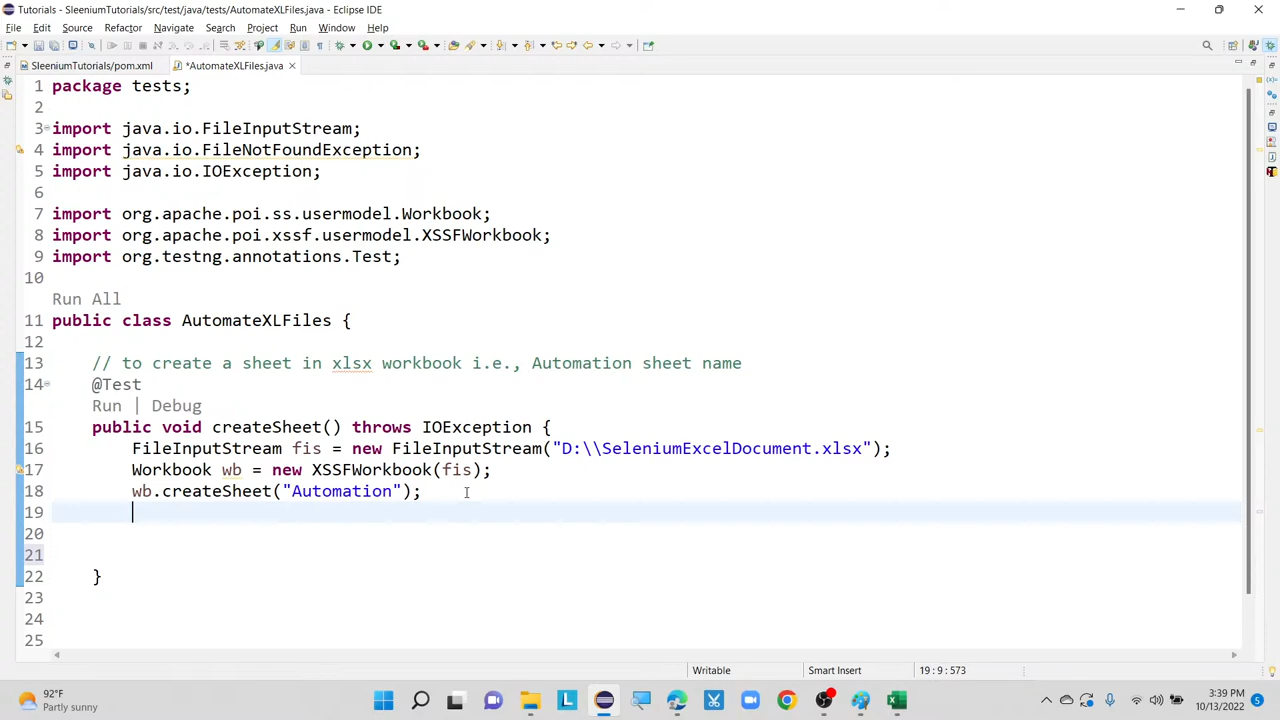 Tutorials - SleeniumTutorials/src/test/java/tests/AutomateXLFiles.java - Eclipse IDE
File Edit Source Refactor Navigate Search Project Run Window Help
SleeniumTutorials/pom.xml *AutomateXLFiles.java
1 package tests;
2
3 import java.io.FileInputStream;
4 import java.io.FileNotFoundException;
5 import java.io.IOException;
6
7 import org.apache.poi.ss.usermodel.Workbook;
8 import org.apache.poi.xssf.usermodel.XSSFWorkbook;
9 import org.testng.annotations.Test;
10
Run All
11 public class AutomateXLFiles {
12
13 // to create a sheet in xlsx workbook i.e., Automation sheet name
14 @Test
Run | Debug
15 public void createSheet() throws IOException {
16 FileInputStream fis = new FileInputStream("D:\\SeleniumExcelDocument.xlsx");
17 Workbook wb = new XSSFWorkbook(fis);
18 wb.createSheet("Automation");
19
20
21
22 }
23
24
25
Writable Smart Insert 19 : 9 : 573
92°F
Partly sunny
3:39 PM
10/13/2022